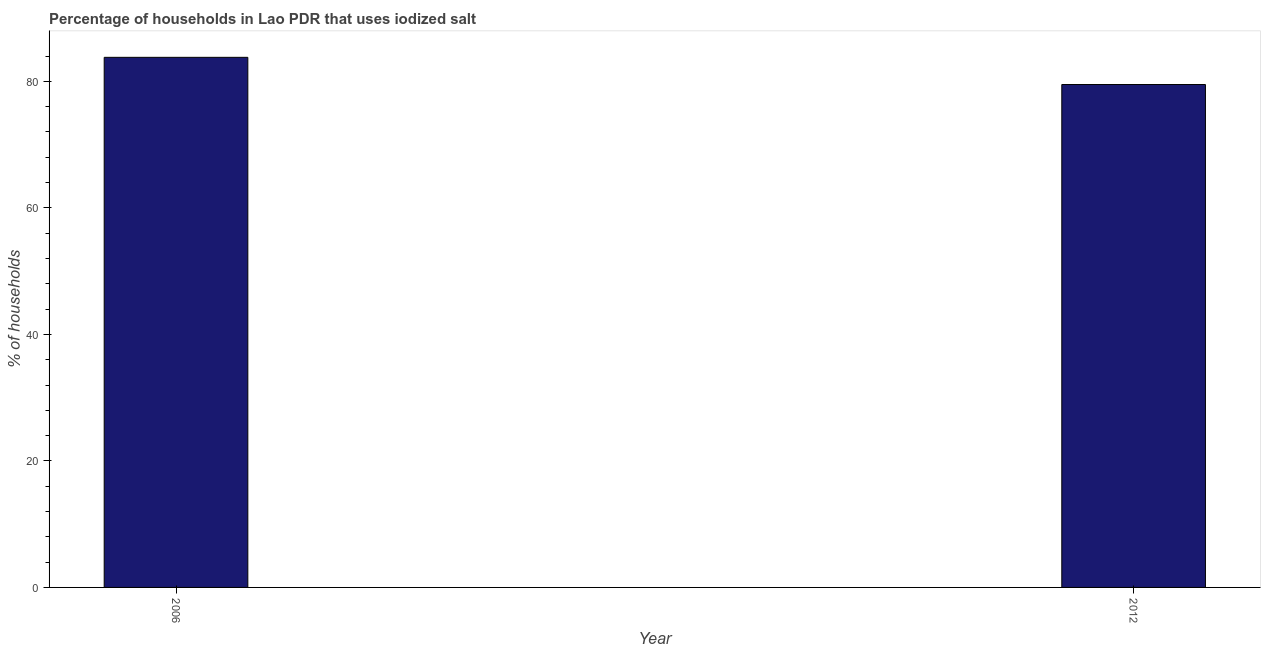 Percentage of households in Lao PDR that uses iodized salt
% of households
80
60
40
20
0
2006
2012
Year